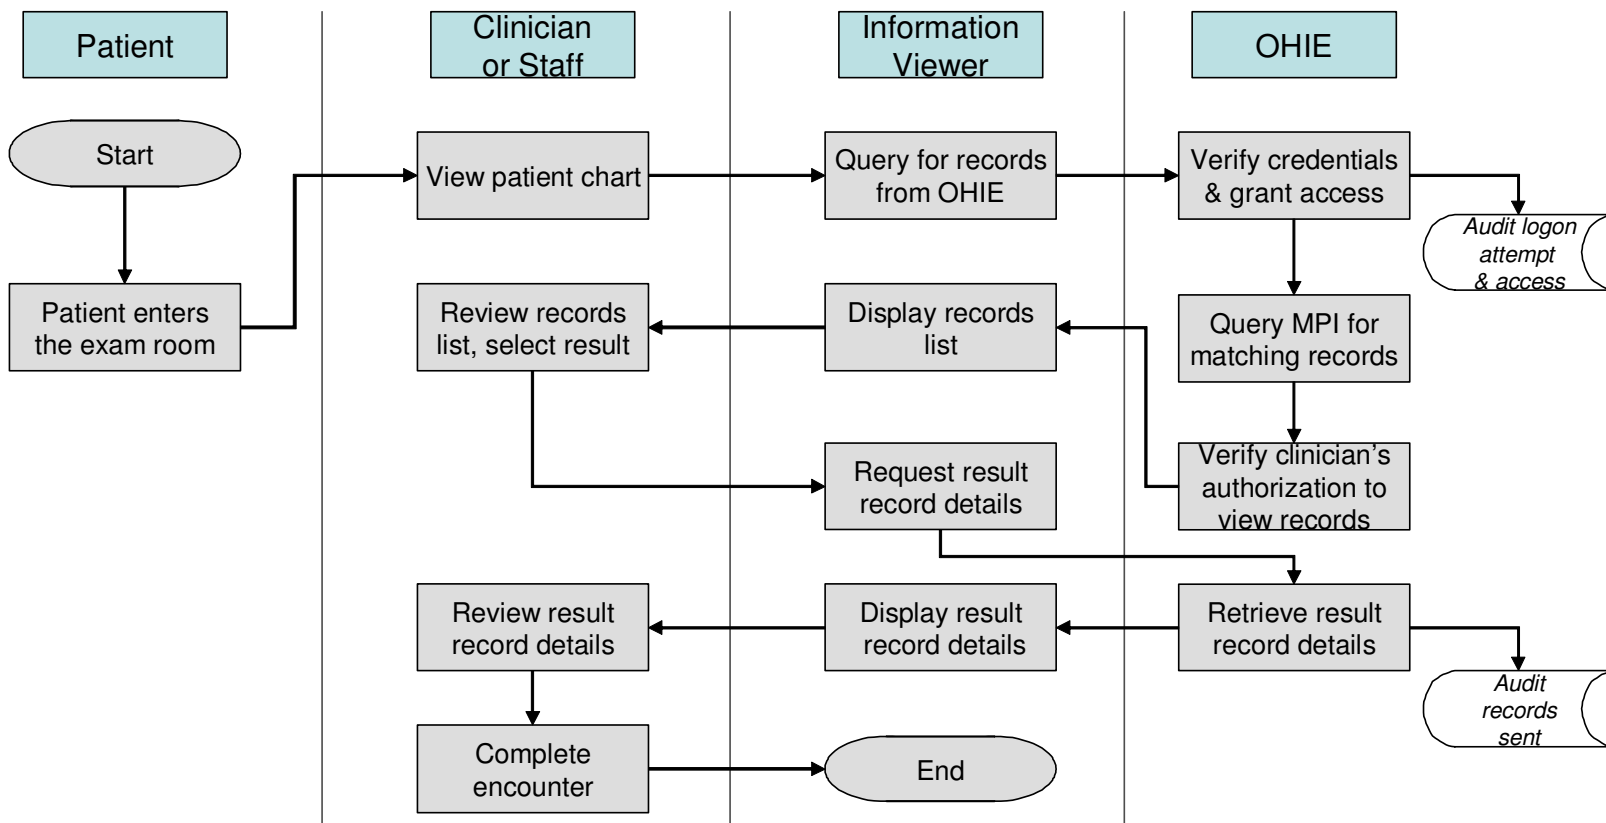 Patient
Clinician
or Staff
Information
Viewer
OHIE
Start
View patient chart
Query for records
from OHIE
Verify credentials
& grant access
Audit logon
attempt
& access
Patient enters
the exam room
Review records
list, select result
Display records
list
Query MPI for
matching records
Request result
record details
Verify clinician’s
authorization to
view records
Review result
record details
Display result
record details
Retrieve result
record details
Audit
records
sent
Complete
encounter
End